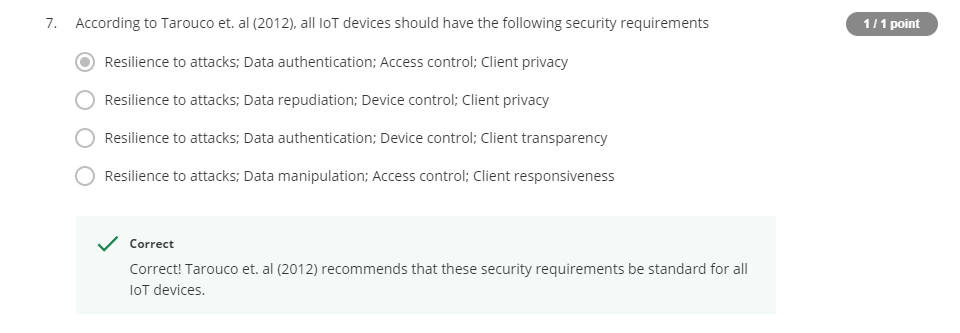 7. According to Tarouco et. al (2012), all IoT devices should have the following security requirements
1 / 1 point
Resilience to attacks; Data authentication; Access control; Client privacy
Resilience to attacks; Data repudiation; Device control; Client privacy
Resilience to attacks; Data authentication; Device control; Client transparency
Resilience to attacks; Data manipulation; Access control; Client responsiveness
Correct
Correct! Tarouco et. al (2012) recommends that these security requirements be standard for all
IoT devices.